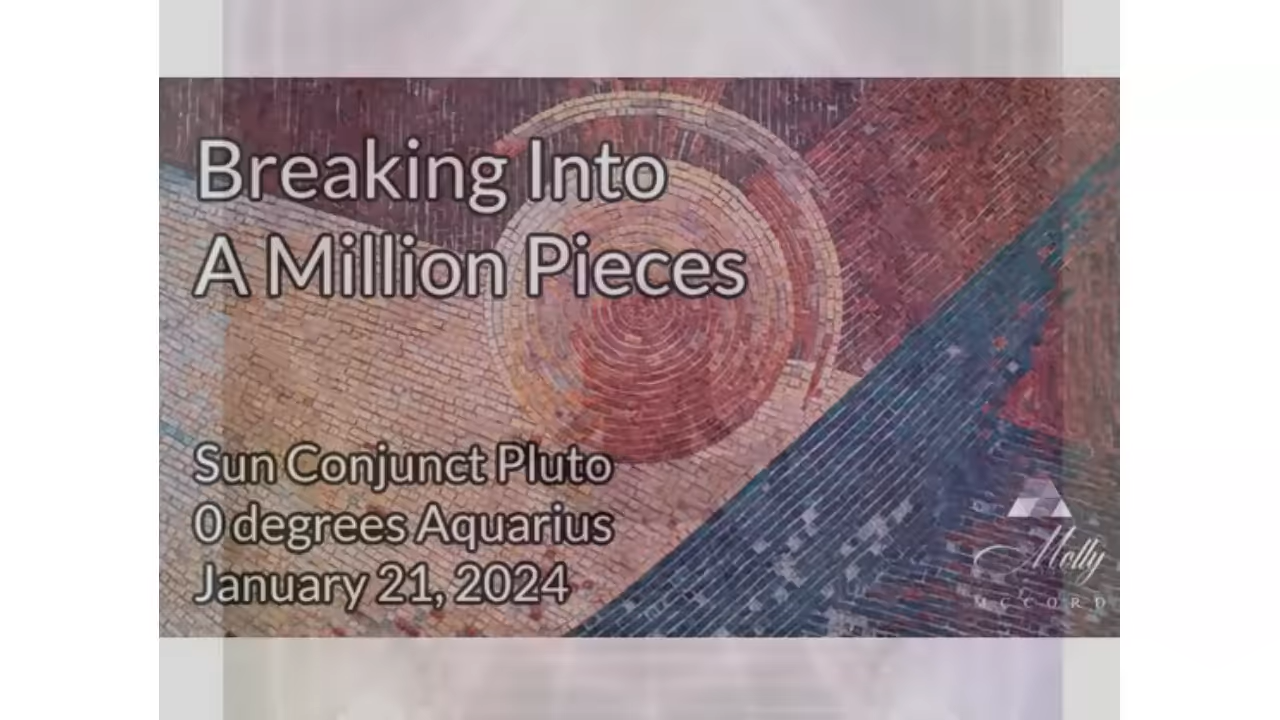 Breaking Into
A Million Pieces
Sun Conjunct Pluto
0 degrees Aquarius
January 21, 2024
Molly
MCCORD